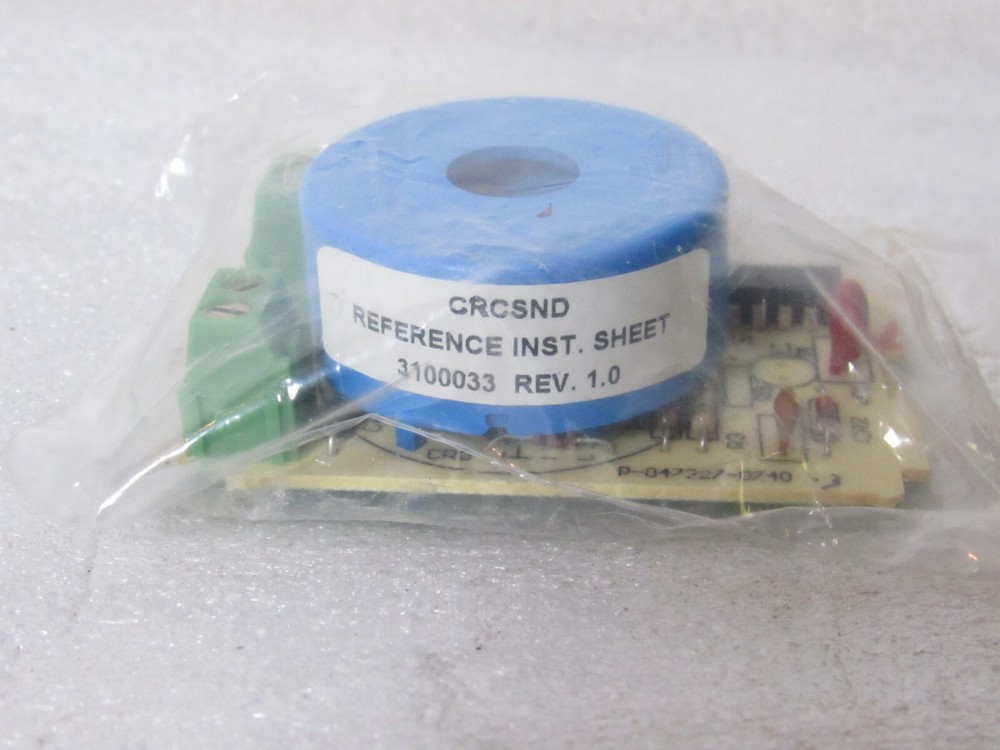 CRCSND
REFERENCE INST. SHEET
3100033 REV. 1.0